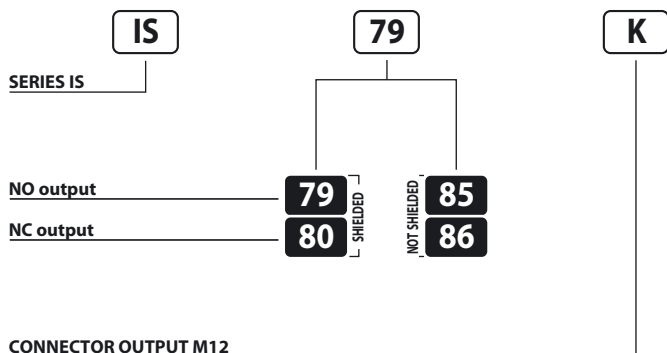 IS 79 K
SERIES IS
NO output 79 SHIELDED NOT SHIELDED 85
NC output 80 86
CONNECTOR OUTPUT M12